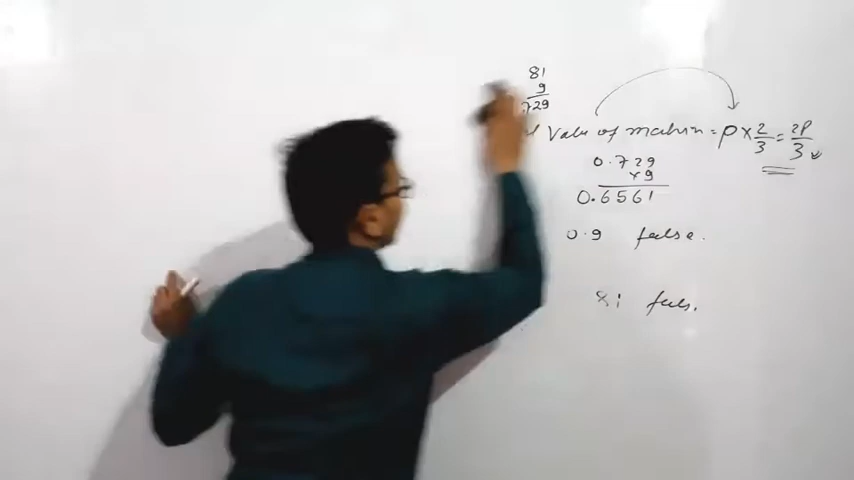 81
9
729
Value of machin = P × 2/3 = 2P/3
0.729
×9
0.6561
0.9 false.
81 fals.